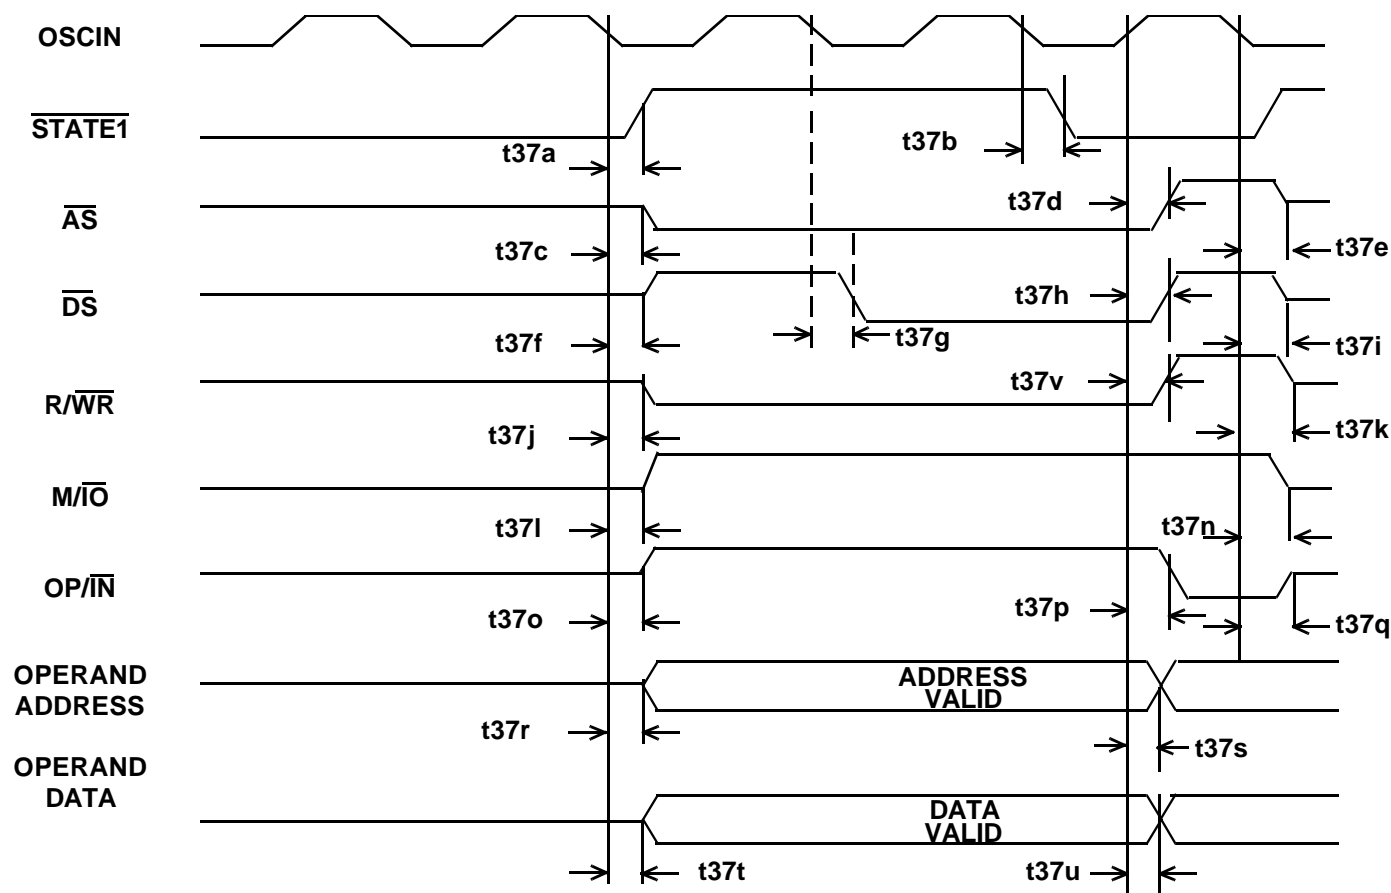 OSCIN
STATE1
t37a
t37b
AS
t37d
t37c
t37e
DS
t37h
t37f
t37g
t37i
R/WR
t37v
t37j
t37k
M/IO
t37l
t37n
OP/IN
t37o
t37p
t37q
OPERAND
ADDRESS
ADDRESS
VALID
t37r
t37s
OPERAND
DATA
DATA
VALID
t37t
t37u